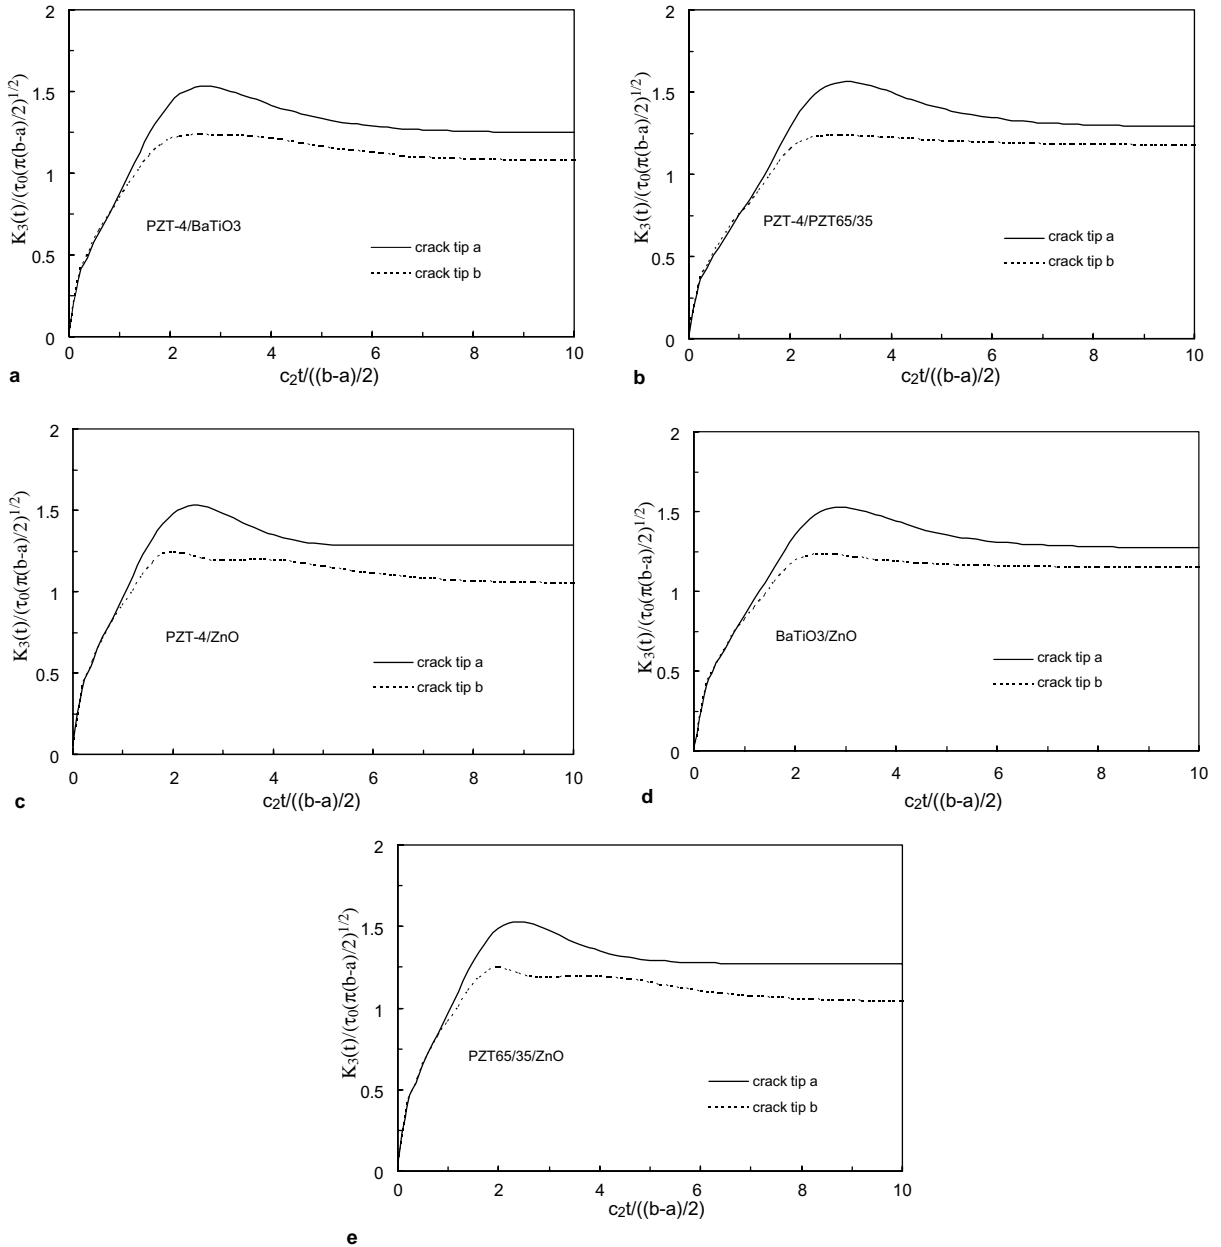 2
1.5
1
0.5
0
K₃(t)/(τ₀(π(b-a)/2)^1/2)
PZT-4/BaTiO3
crack tip a
crack tip b
0 2 4 6 8 10
c₂t/((b-a)/2)
a
2
1.5
1
0.5
0
K₃(t)/(τ₀(π(b-a)/2)^1/2)
PZT-4/PZT65/35
crack tip a
crack tip b
0 2 4 6 8 10
c₂t/((b-a)/2)
b
2
1.5
1
0.5
0
K₃(t)/(τ₀(π(b-a)/2)^1/2)
PZT-4/ZnO
crack tip a
crack tip b
0 2 4 6 8 10
c₂t/((b-a)/2)
c
2
1.5
1
0.5
0
K₃(t)/(τ₀(π(b-a)/2)^1/2)
BaTiO3/ZnO
crack tip a
crack tip b
0 2 4 6 8 10
c₂t/((b-a)/2)
d
2
1.5
1
0.5
0
K₃(t)/(τ₀(π(b-a)/2)^1/2)
PZT65/35/ZnO
crack tip a
crack tip b
0 2 4 6 8 10
c₂t/((b-a)/2)
e